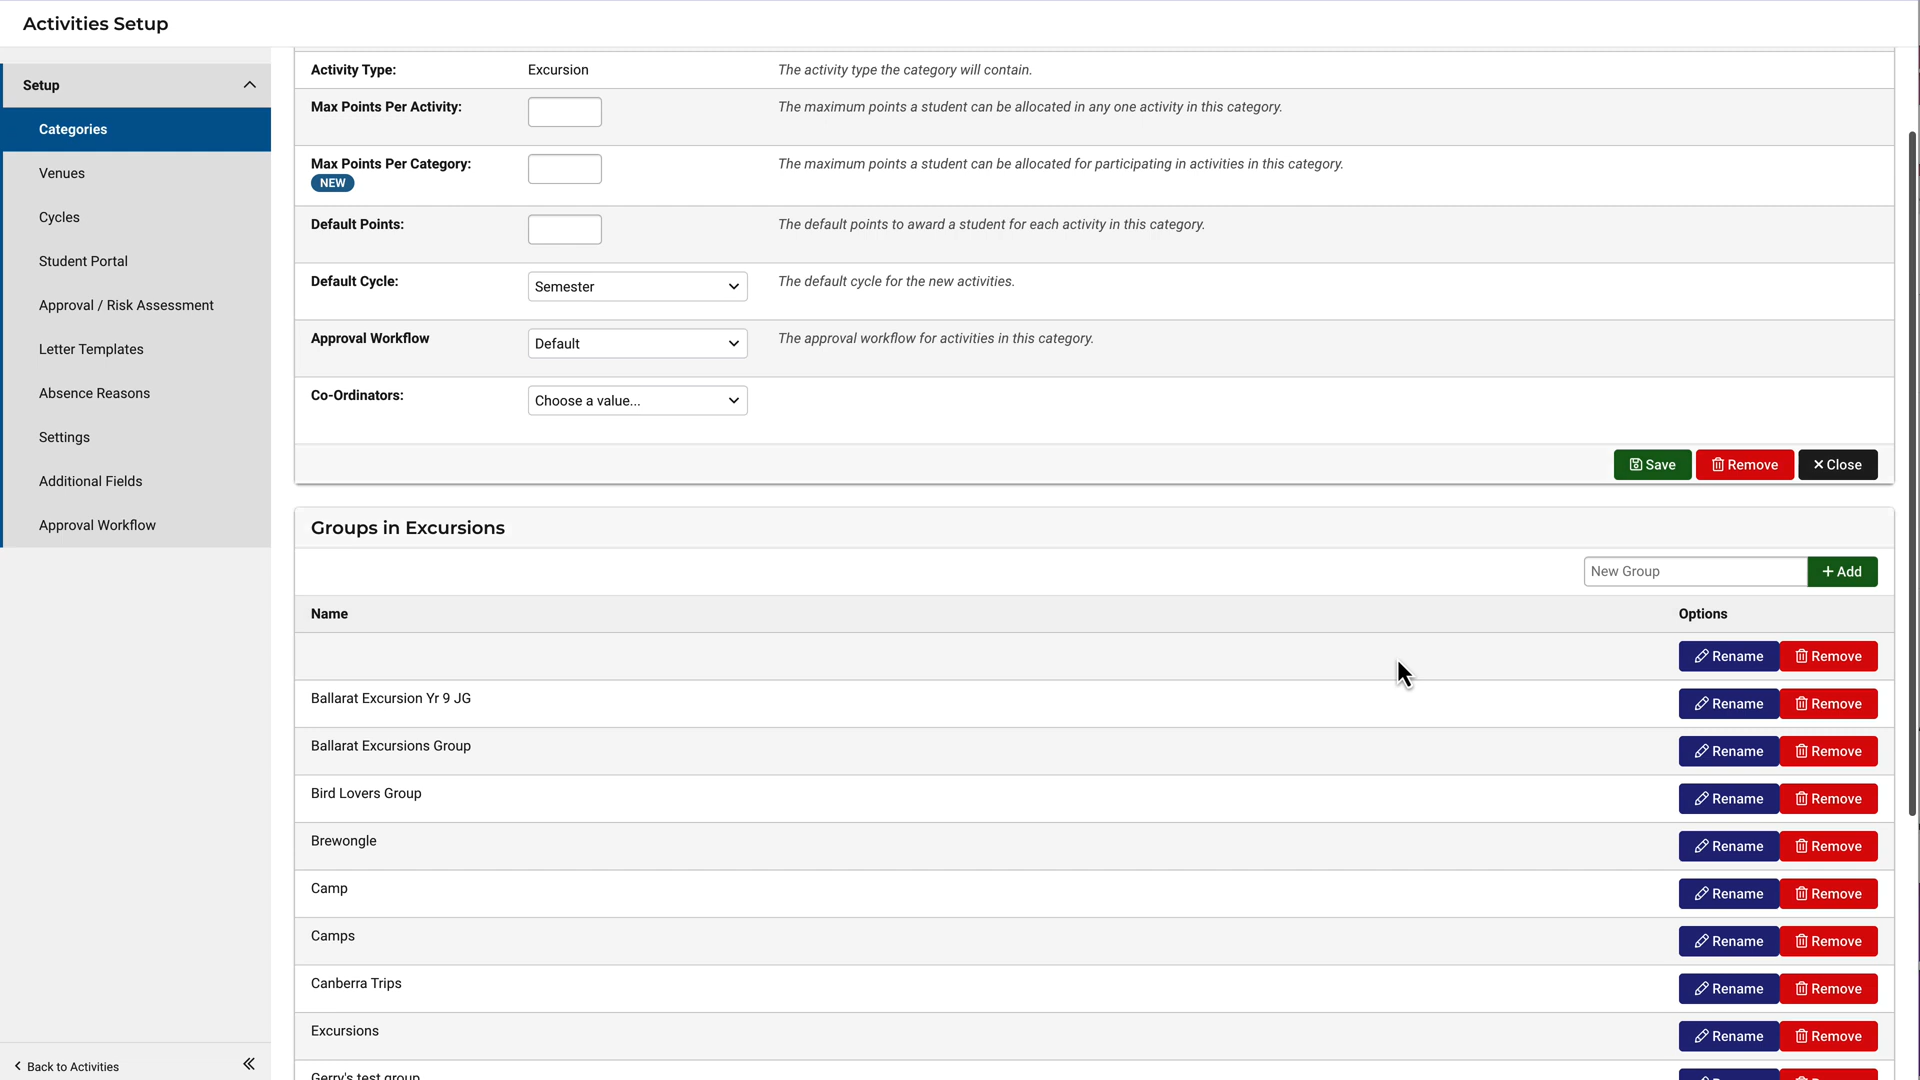 Activities Setup
Setup
Categories
Venues
Cycles
Student Portal
Approval / Risk Assessment
Letter Templates
Absence Reasons
Settings
Additional Fields
Approval Workflow
Back to Activities
Activity Type: Excursion The activity type the category will contain.
Max Points Per Activity: The maximum points a student can be allocated in any one activity in this category.
Max Points Per Category: The maximum points a student can be allocated for participating in activities in this category.
NEW
Default Points: The default points to award a student for each activity in this category.
Default Cycle: Semester The default cycle for the new activities.
Approval Workflow Default The approval workflow for activities in this category.
Co-Ordinators: Choose a value...
Save Remove Close
Groups in Excursions
New Group Add
Name Options
Rename Remove
Ballarat Excursion Yr 9 JG Rename Remove
Ballarat Excursions Group Rename Remove
Bird Lovers Group Rename Remove
Brewongle Rename Remove
Camp Rename Remove
Camps Rename Remove
Canberra Trips Rename Remove
Excursions Rename Remove
Gerry's test group